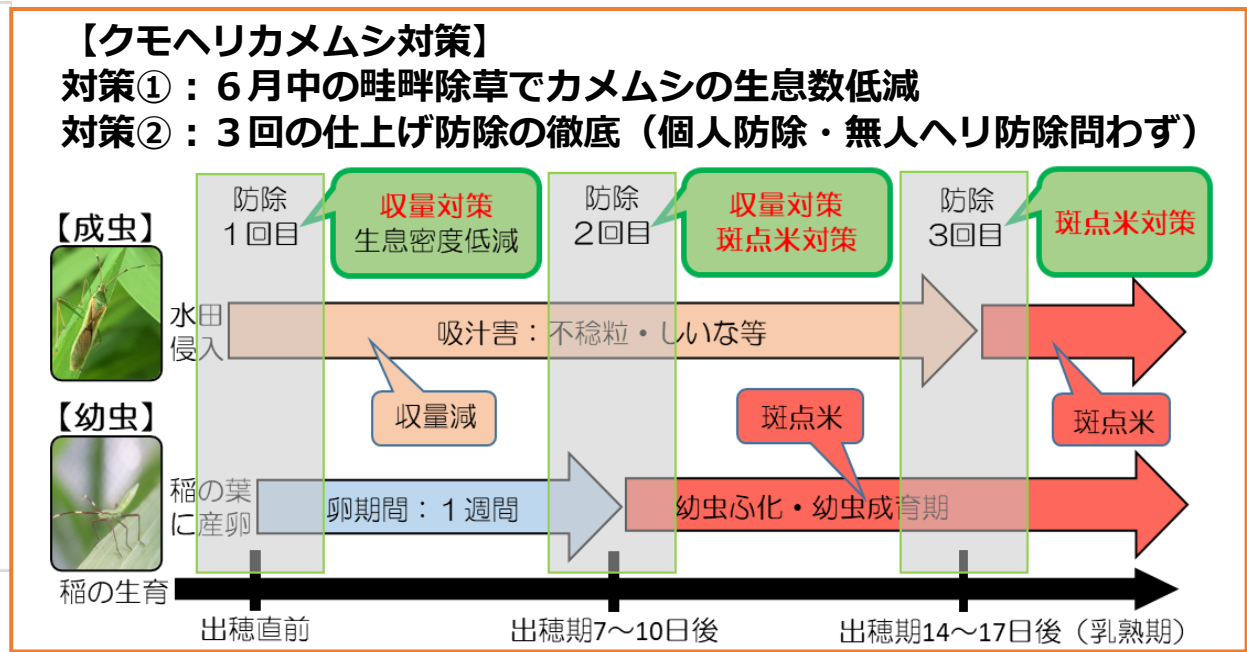 【クモヘリカメムシ対策】
対策①：６月中の畦畔除草でカメムシの生息数低減
対策②：３回の仕上げ防除の徹底（個人防除・無人ヘリ防除問わず）
防除
１回目
収量対策
生息密度低減
防除
２回目
収量対策
斑点米対策
防除
３回目
斑点米対策
【成虫】
水田
侵入
吸汁害：不稔粒・しいな等
収量減
斑点米
斑点米
【幼虫】
稲の葉
に産卵
卵期間：１週間
幼虫ふ化・幼虫成育期
稲の生育
出穂直前
出穂期7～10日後
出穂期14～17日後（乳熟期）